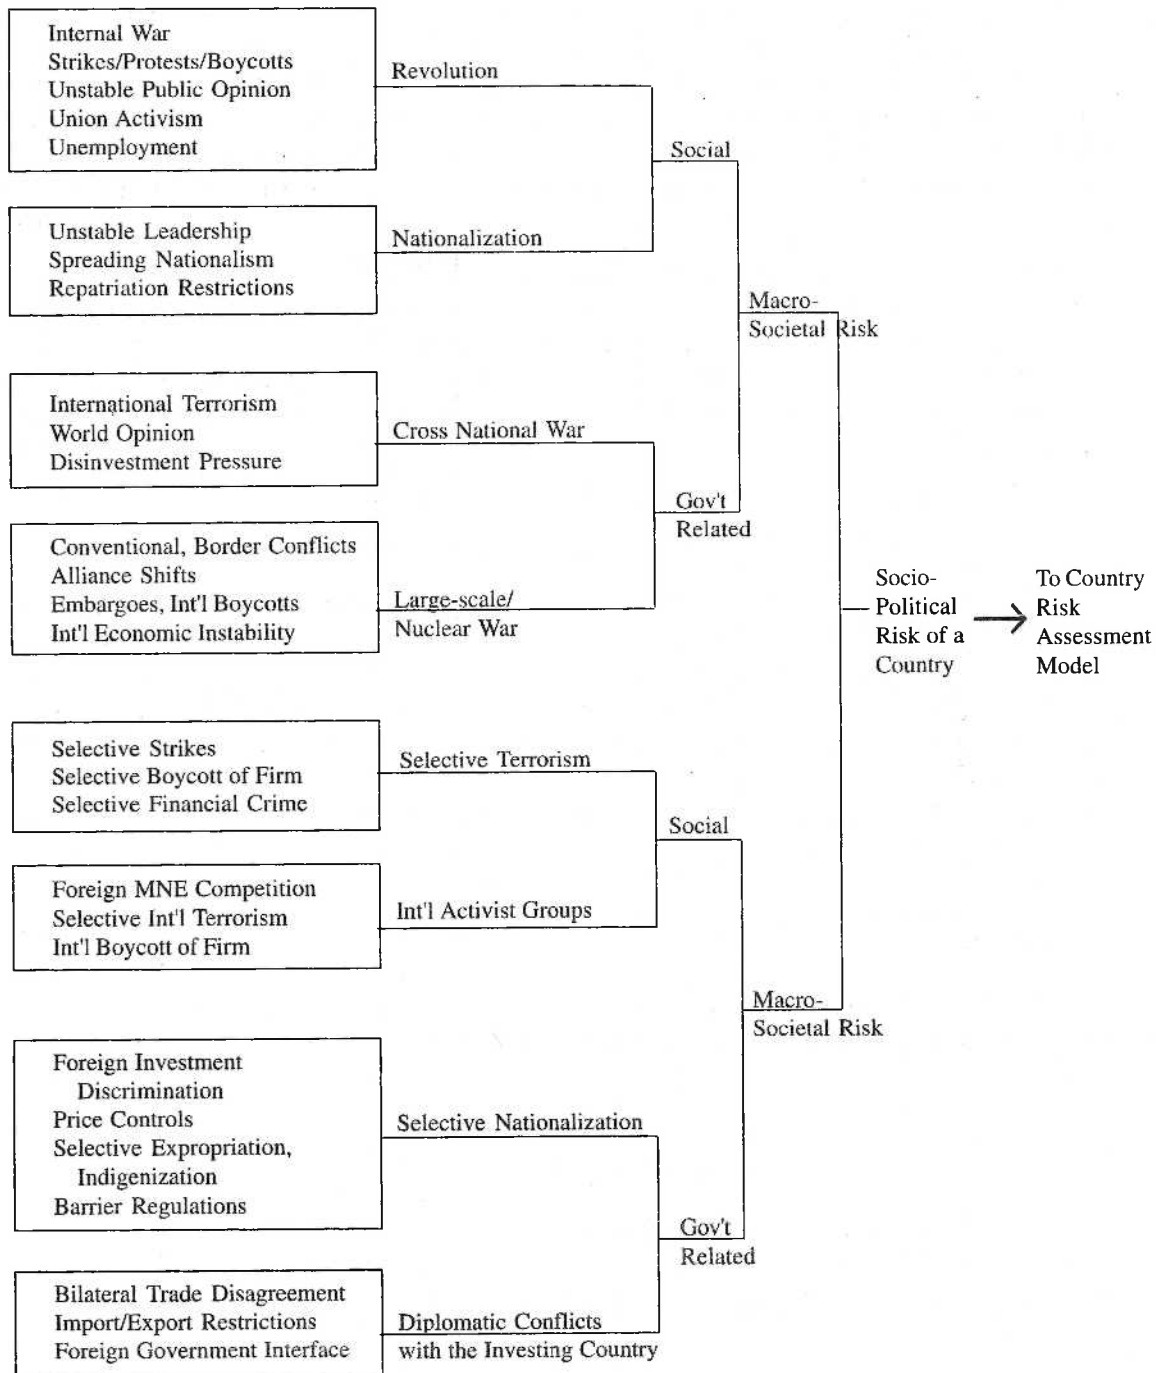 Internal War
Strikes/Protests/Boycotts
Unstable Public Opinion
Union Activism
Unemployment
Revolution
Social
Unstable Leadership
Spreading Nationalism
Repatriation Restrictions
Nationalization
Macro-
Societal Risk
International Terrorism
World Opinion
Disinvestment Pressure
Cross National War
Gov't
Related
Conventional, Border Conflicts
Alliance Shifts
Embargoes, Int'l Boycotts
Int'l Economic Instability
Large-scale/
Nuclear War
Socio-
Political
Risk of a
Country
To Country
Risk
Assessment
Model
Selective Strikes
Selective Boycott of Firm
Selective Financial Crime
Selective Terrorism
Social
Foreign MNE Competition
Selective Int'l Terrorism
Int'l Boycott of Firm
Int'l Activist Groups
Macro-
Societal Risk
Foreign Investment
Discrimination
Price Controls
Selective Expropriation,
Indigenization
Barrier Regulations
Selective Nationalization
Gov't
Related
Bilateral Trade Disagreement
Import/Export Restrictions
Foreign Government Interface
Diplomatic Conflicts
with the Investing Country